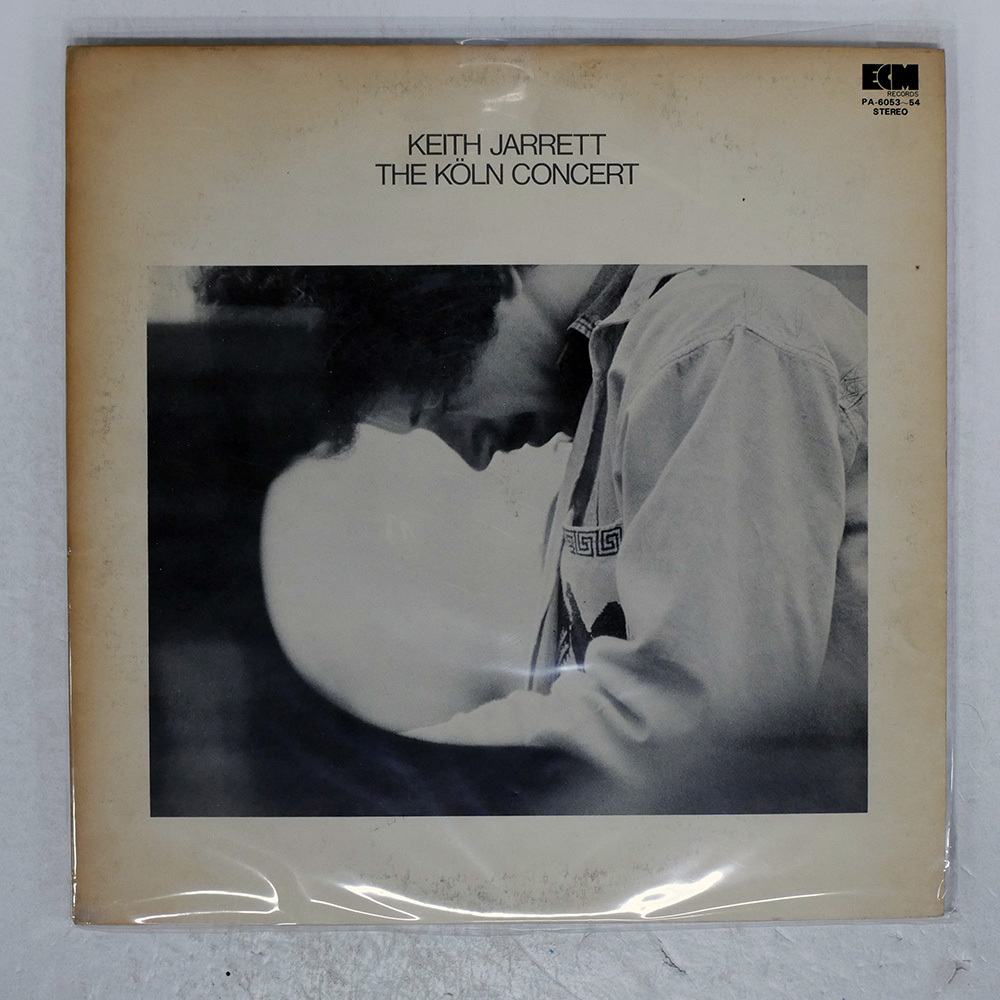 ECM
RECORDS
PA-6053~54
STEREO
KEITH JARRETT
THE KÖLN CONCERT